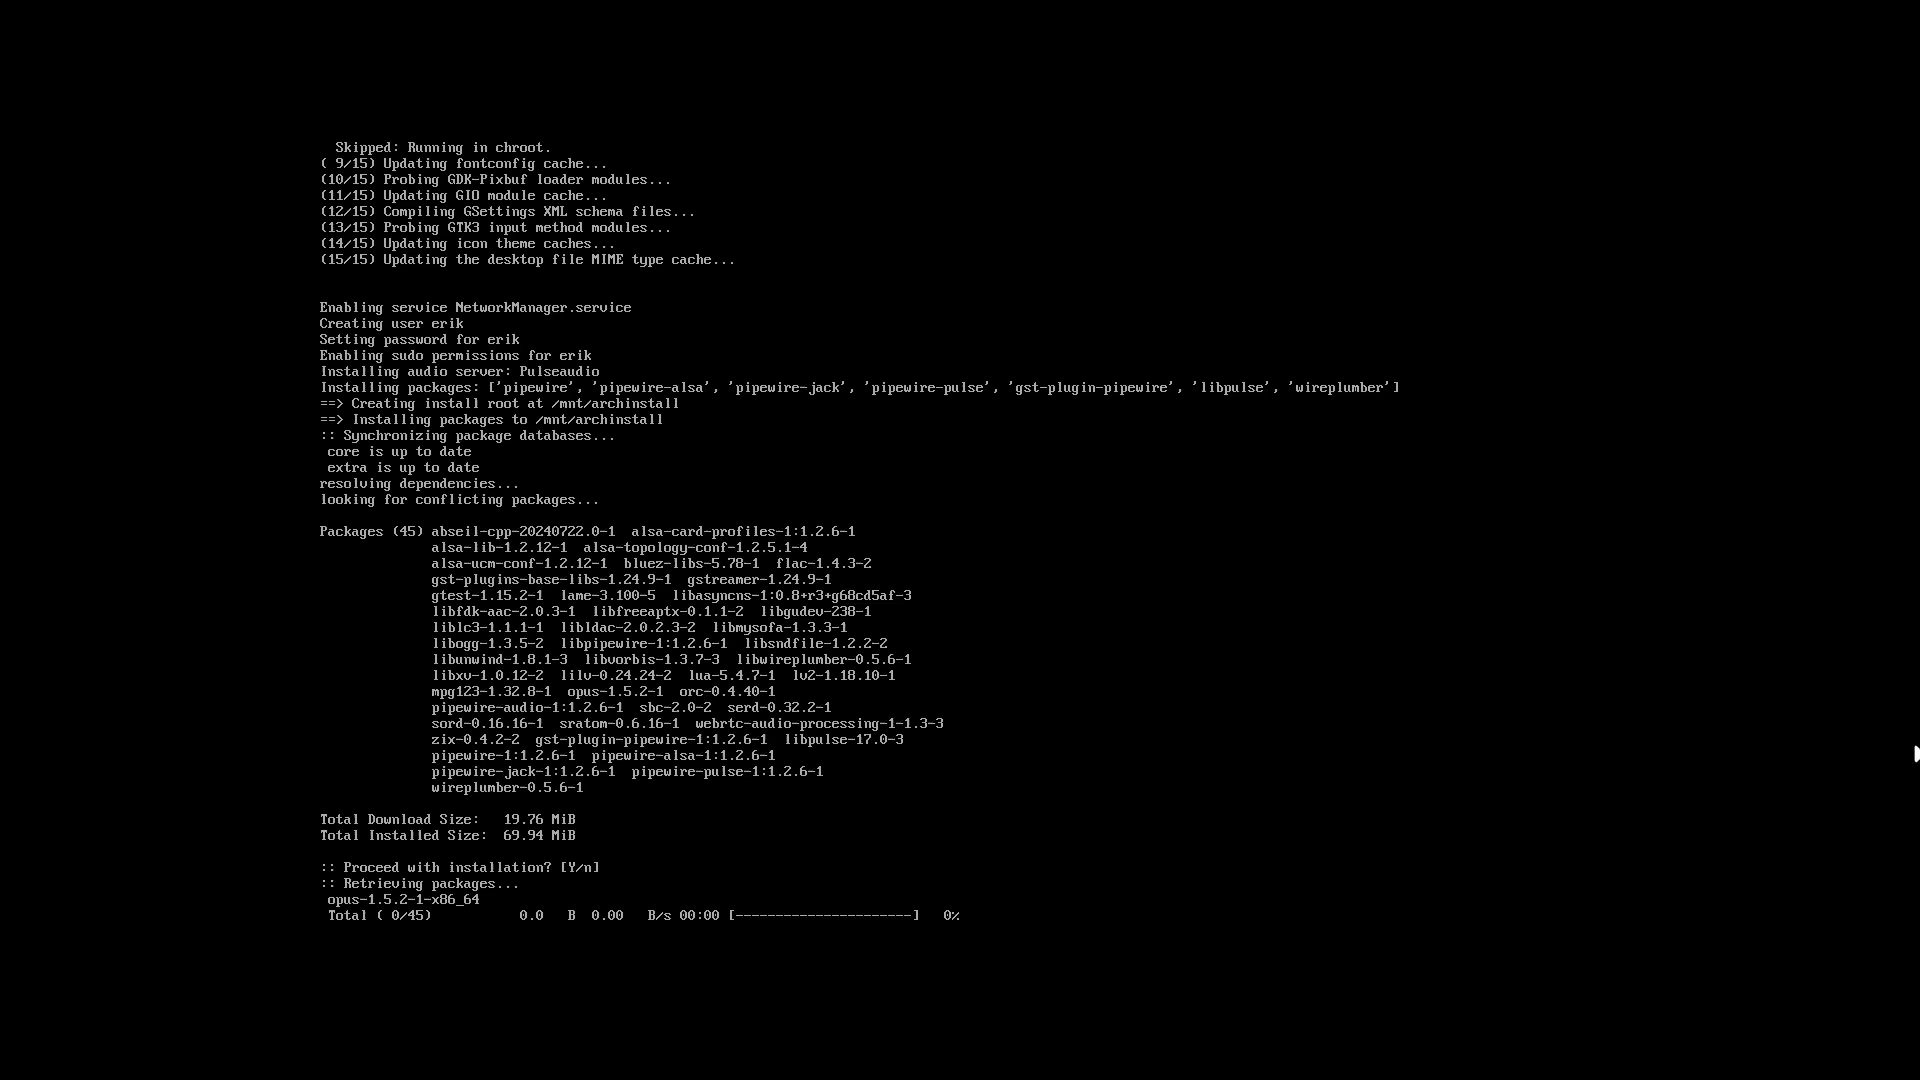 Skipped: Running in chroot.
( 9/15) Updating fontconfig cache...
(10/15) Probing GDK-Pixbuf loader modules...
(11/15) Updating GIO module cache...
(12/15) Compiling GSettings XML schema files...
(13/15) Probing GTK3 input method modules...
(14/15) Updating icon theme caches...
(15/15) Updating the desktop file MIME type cache...
Enabling service NetworkManager.service
Creating user erik
Setting password for erik
Enabling sudo permissions for erik
Installing audio server: Pulseaudio
Installing packages: ['pipewire', 'pipewire-alsa', 'pipewire-jack', 'pipewire-pulse', 'gst-plugin-pipewire', 'libpulse', 'wireplumber']
==> Creating install root at /mnt/archinstall
==> Installing packages to /mnt/archinstall
:: Synchronizing package databases...
core is up to date
extra is up to date
resolving dependencies...
looking for conflicting packages...
Packages (45) abseil-cpp-20240722.0-1  alsa-card-profiles-1:1.2.6-1
alsa-lib-1.2.12-1  alsa-topology-conf-1.2.5.1-4
alsa-ucm-conf-1.2.12-1  bluez-libs-5.78-1  flac-1.4.3-2
gst-plugins-base-libs-1.24.9-1  gstreamer-1.24.9-1
gtest-1.15.2-1  lame-3.100-5  libasyncns-1:0.8+r3+g68cd5af-3
libfdk-aac-2.0.3-1  libfreeaptx-0.1.1-2  libgudev-238-1
liblc3-1.1.1-1  libldac-2.0.2.3-2  libmysofa-1.3.3-1
libogg-1.3.5-2  libpipewire-1:1.2.6-1  libsndfile-1.2.2-2
libunwind-1.8.1-3  libvorbis-1.3.7-3  libwireplumber-0.5.6-1
libxv-1.0.12-2  lilv-0.24.24-2  lua-5.4.7-1  lv2-1.18.10-1
mpg123-1.32.8-1  opus-1.5.2-1  orc-0.4.40-1
pipewire-audio-1:1.2.6-1  sbc-2.0-2  serd-0.32.2-1
sord-0.16.16-1  sratom-0.6.16-1  webrtc-audio-processing-1-1.3-3
zix-0.4.2-2  gst-plugin-pipewire-1:1.2.6-1  libpulse-17.0-3
pipewire-1:1.2.6-1  pipewire-alsa-1:1.2.6-1
pipewire-jack-1:1.2.6-1  pipewire-pulse-1:1.2.6-1
wireplumber-0.5.6-1
Total Download Size:   19.76 MiB
Total Installed Size:  69.94 MiB
:: Proceed with installation? [Y/n]
:: Retrieving packages...
opus-1.5.2-1-x86_64
Total ( 0/45)           0.0   B  0.00   B/s 00:00 [----------------------]   0%